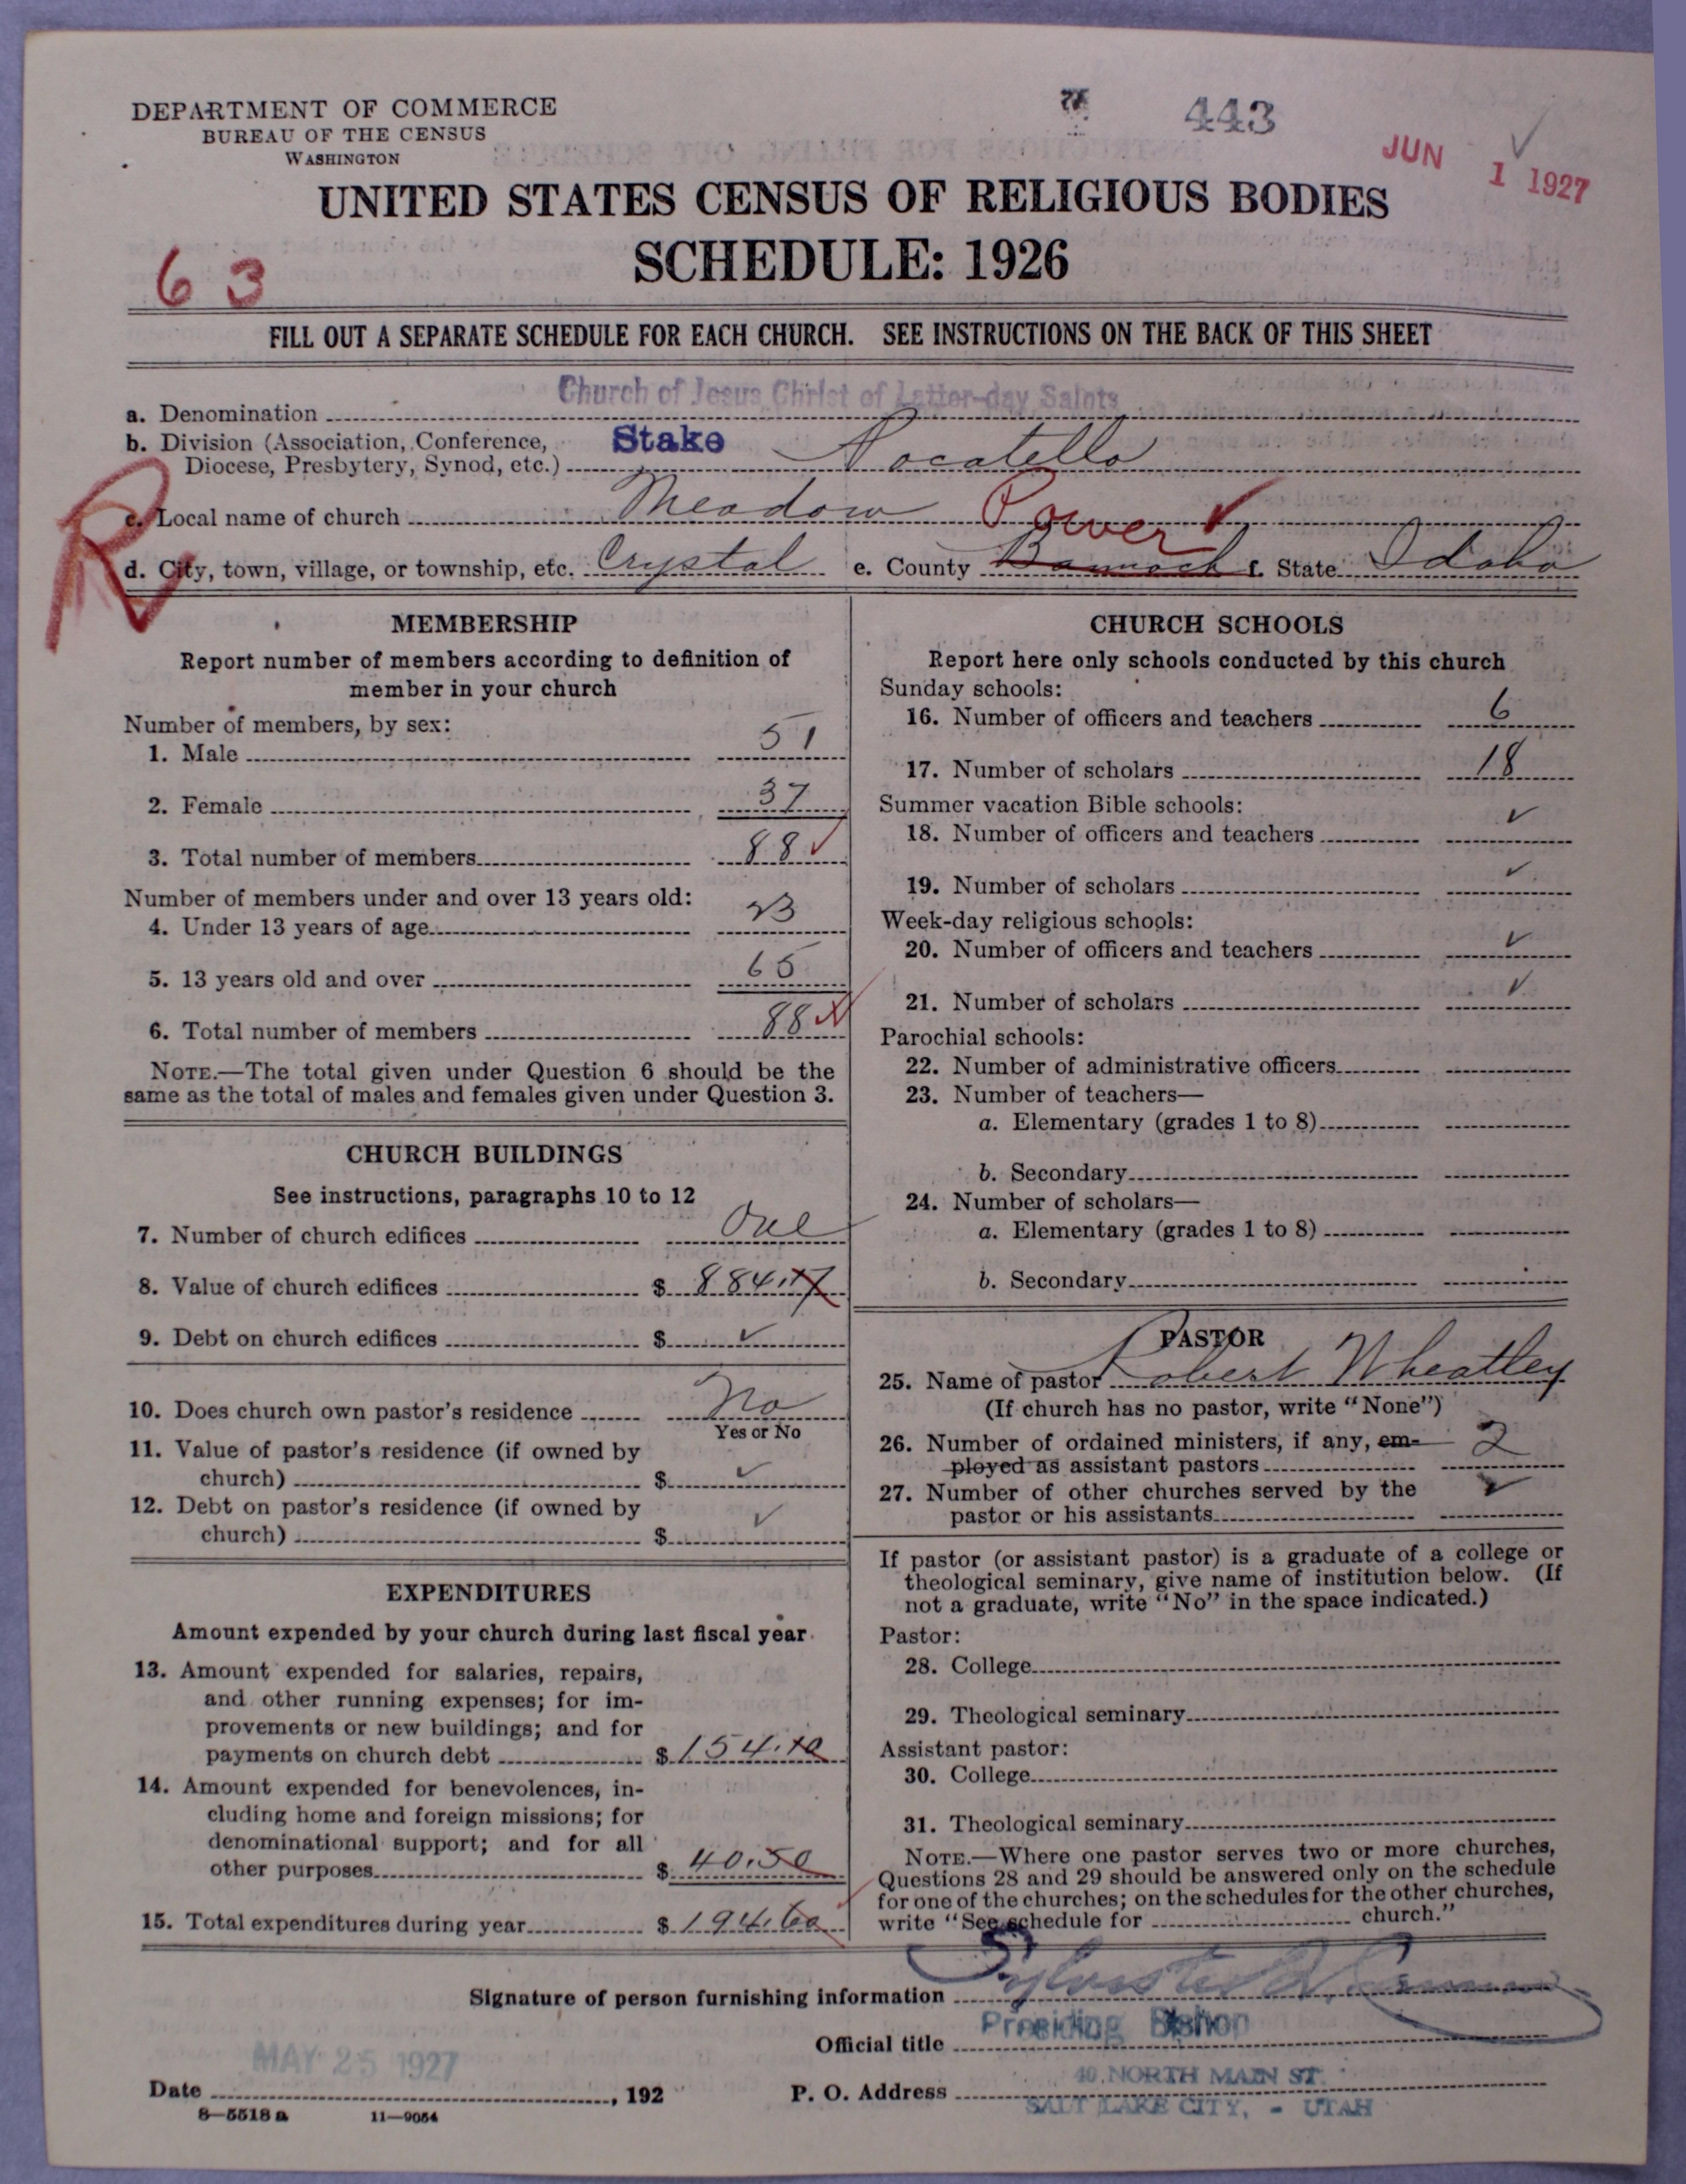 DEPARTMENT OF COMMERCE
BUREAU OF THE CENSUS
WASHINGTON
443
JUN 1 1927
UNITED STATES CENSUS OF RELIGIOUS BODIES
SCHEDULE: 1926
63
FILL OUT A SEPARATE SCHEDULE FOR EACH CHURCH. SEE INSTRUCTIONS ON THE BACK OF THIS SHEET
a. Denomination Church of Jesus Christ of Latter-day Saints
b. Division (Association, Conference, Stake Pocatello
Diocese, Presbytery, Synod, etc.)
R
c. Local name of church Meadow
Power ✓
d. City, town, village, or township, etc. Crystal e. County Bannock f. State Idaho
MEMBERSHIP
Report number of members according to definition of
member in your church
Number of members, by sex:
1. Male 51
2. Female 37
3. Total number of members 88 ✓
Number of members under and over 13 years old:
4. Under 13 years of age 23
5. 13 years old and over 65
6. Total number of members 88
NOTE.—The total given under Question 6 should be the
same as the total of males and females given under Question 3.
CHURCH BUILDINGS
See instructions, paragraphs 10 to 12
7. Number of church edifices One
8. Value of church edifices $ 884.17
9. Debt on church edifices $ ✓
10. Does church own pastor's residence No
Yes or No
11. Value of pastor's residence (if owned by
church) $ ✓
12. Debt on pastor's residence (if owned by
church) $ ✓
EXPENDITURES
Amount expended by your church during last fiscal year
13. Amount expended for salaries, repairs,
and other running expenses; for im-
provements or new buildings; and for
payments on church debt $ 154.10
14. Amount expended for benevolences, in-
cluding home and foreign missions; for
denominational support; and for all
other purposes $ 40.50
15. Total expenditures during year $ 194.60
CHURCH SCHOOLS
Report here only schools conducted by this church
Sunday schools:
16. Number of officers and teachers 6
17. Number of scholars 18
Summer vacation Bible schools:
18. Number of officers and teachers ✓
19. Number of scholars ✓
Week-day religious schools:
20. Number of officers and teachers ✓
21. Number of scholars ✓
Parochial schools:
22. Number of administrative officers
23. Number of teachers—
a. Elementary (grades 1 to 8)
b. Secondary
24. Number of scholars—
a. Elementary (grades 1 to 8)
b. Secondary
PASTOR
25. Name of pastor Robert Wheatley
(If church has no pastor, write "None")
26. Number of ordained ministers, if any, em- 2
ployed as assistant pastors
27. Number of other churches served by the ✓
pastor or his assistants
If pastor (or assistant pastor) is a graduate of a college or
theological seminary, give name of institution below. (If
not a graduate, write "No" in the space indicated.)
Pastor:
28. College
29. Theological seminary
Assistant pastor:
30. College
31. Theological seminary
NOTE.—Where one pastor serves two or more churches,
Questions 28 and 29 should be answered only on the schedule
for one of the churches; on the schedules for the other churches,
write "See schedule for church."
Signature of person furnishing information Sylvester Q. Cannon
Official title Presiding Bishop
Date MAY 25 1927, 192
P. O. Address 40 NORTH MAIN ST.
SALT LAKE CITY, - UTAH
8—5518 a 11—9054